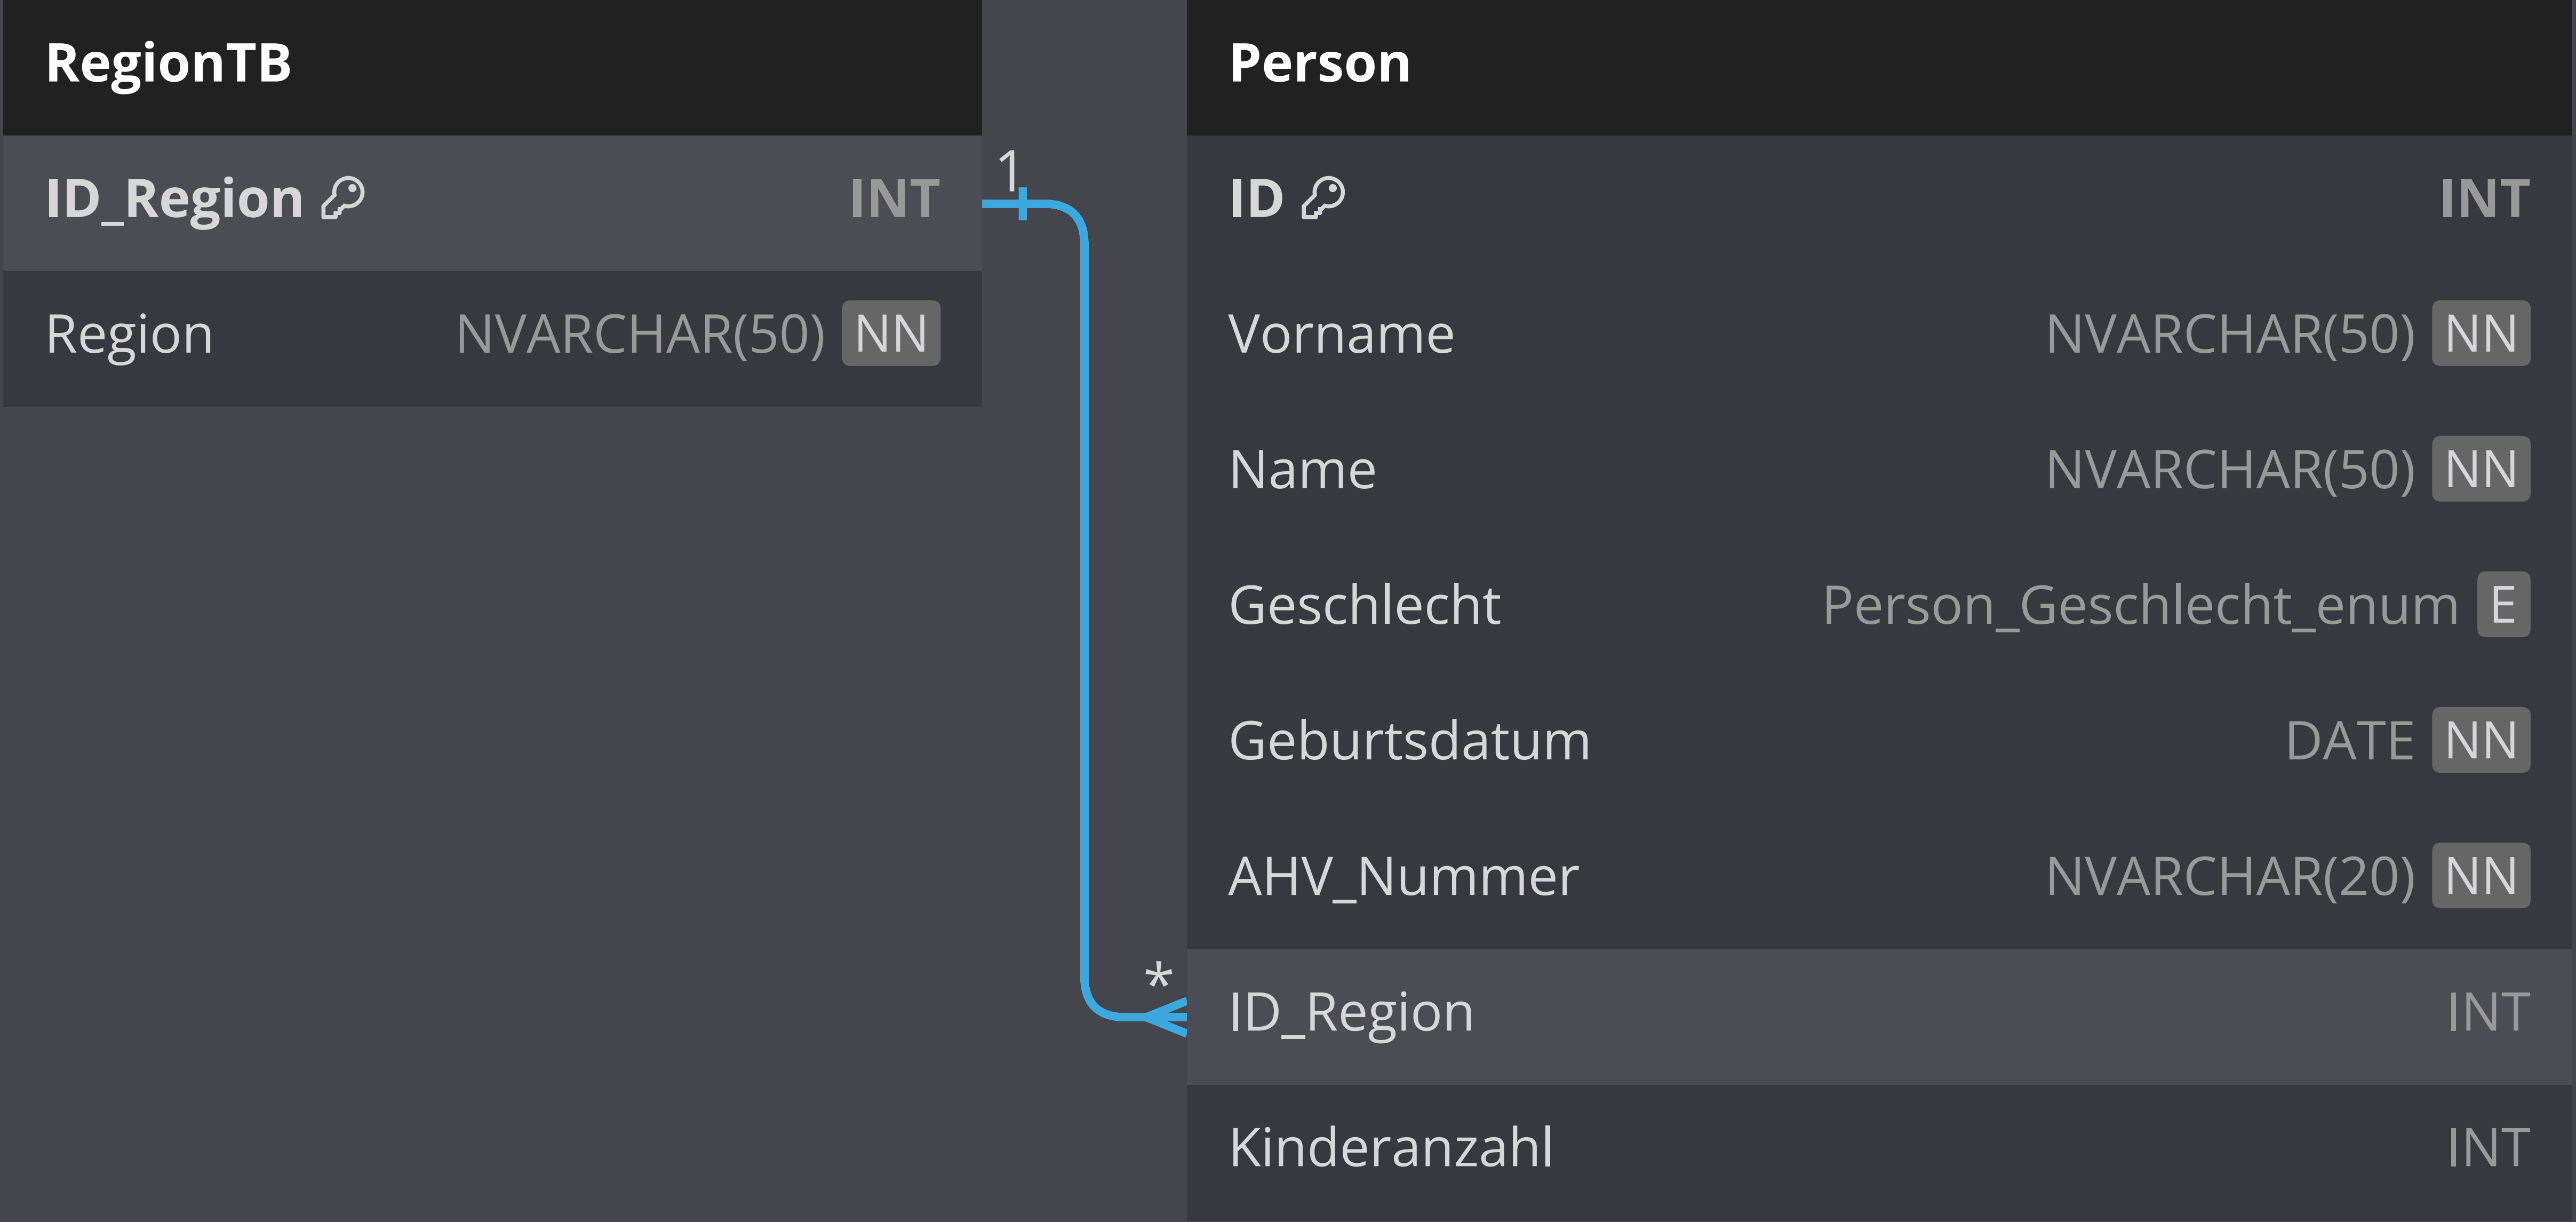 RegionTB
ID_Region INT
Region NVARCHAR(50) NN
1
*
Person
ID INT
Vorname NVARCHAR(50) NN
Name NVARCHAR(50) NN
Geschlecht Person_Geschlecht_enum E
Geburtsdatum DATE NN
AHV_Nummer NVARCHAR(20) NN
ID_Region INT
Kinderanzahl INT